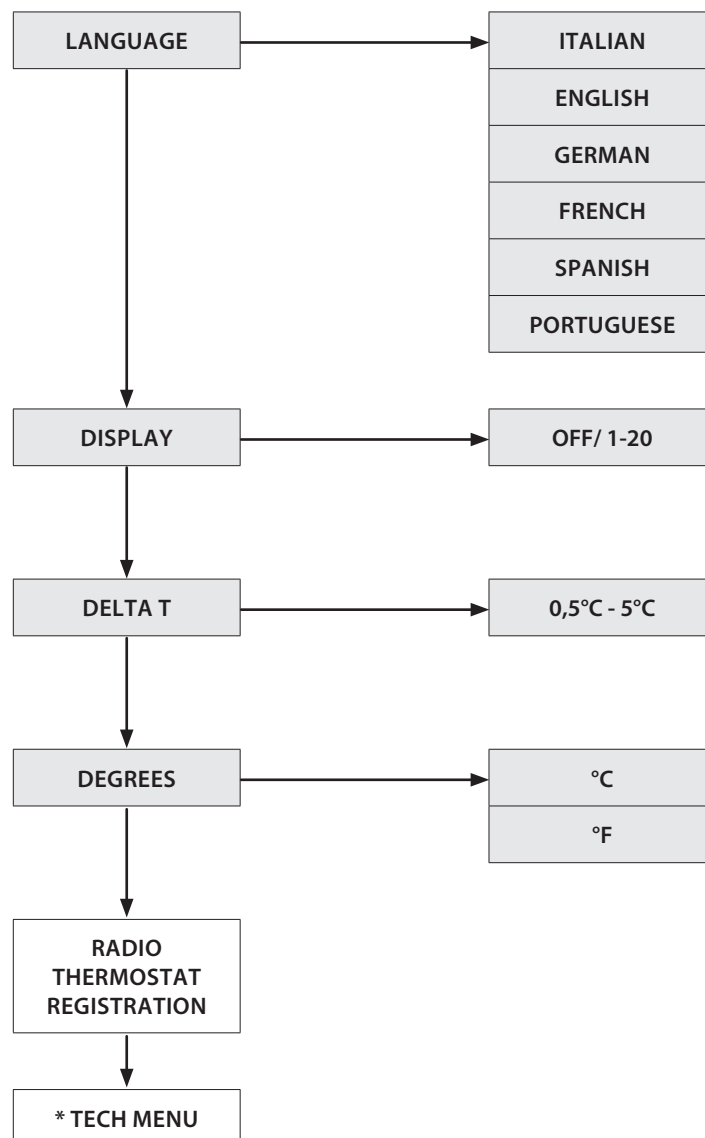 LANGUAGE
ITALIAN
ENGLISH
GERMAN
FRENCH
SPANISH
PORTUGUESE
DISPLAY
OFF/ 1-20
DELTA T
0,5°C - 5°C
DEGREES
°C
°F
RADIO
THERMOSTAT
REGISTRATION
* TECH MENU